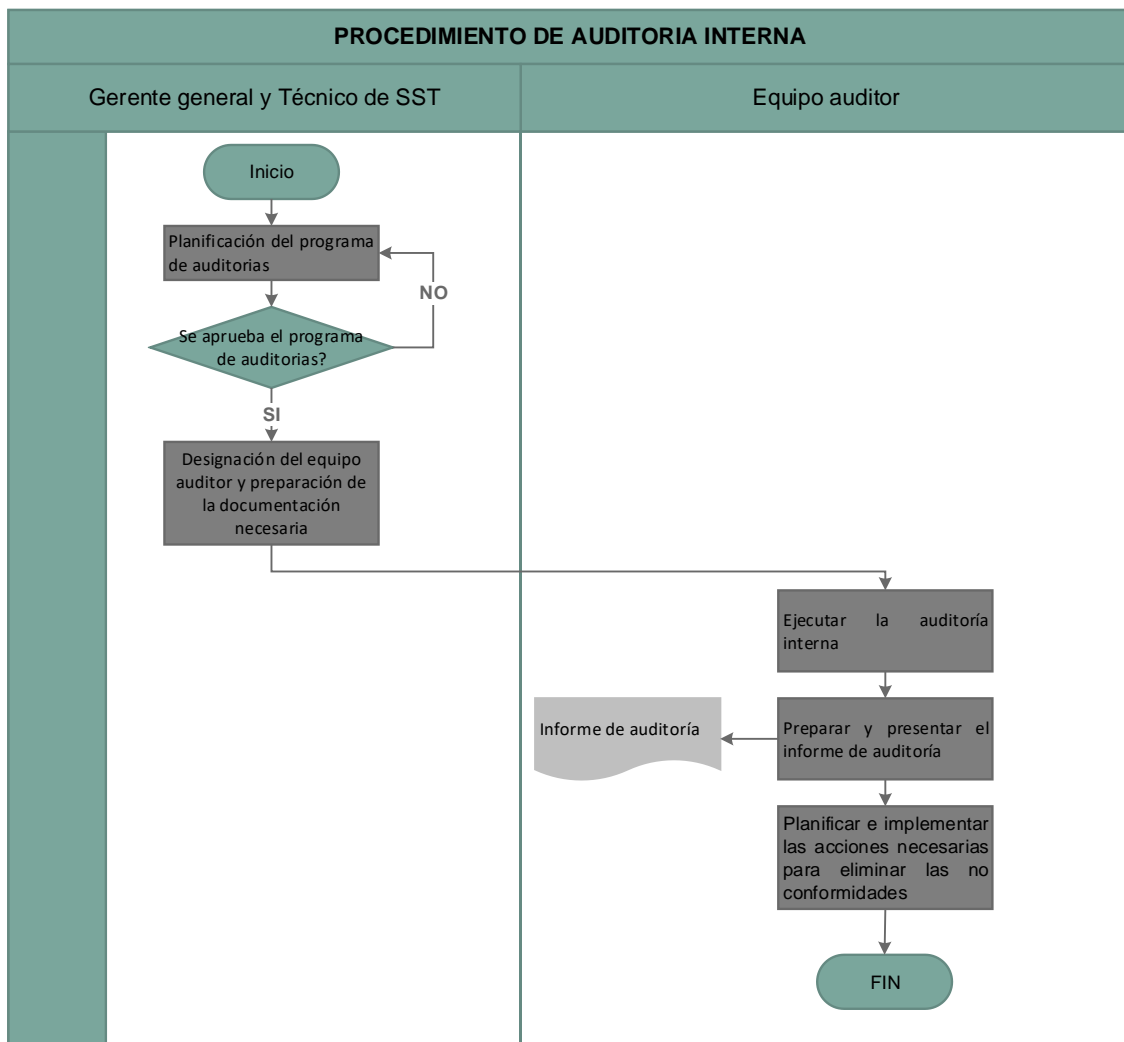 PROCEDIMIENTO DE AUDITORIA INTERNA
Gerente general y Técnico de SST
Equipo auditor
Inicio
Planificación del programa
de auditorias
NO
Se aprueba el programa
de auditorias?
SI
Designación del equipo
auditor y preparación de
la documentación
necesaria
Ejecutar la auditoría
interna
Informe de auditoría
Preparar y presentar el
informe de auditoría
Planificar e implementar
las acciones necesarias
para eliminar las no
conformidades
FIN